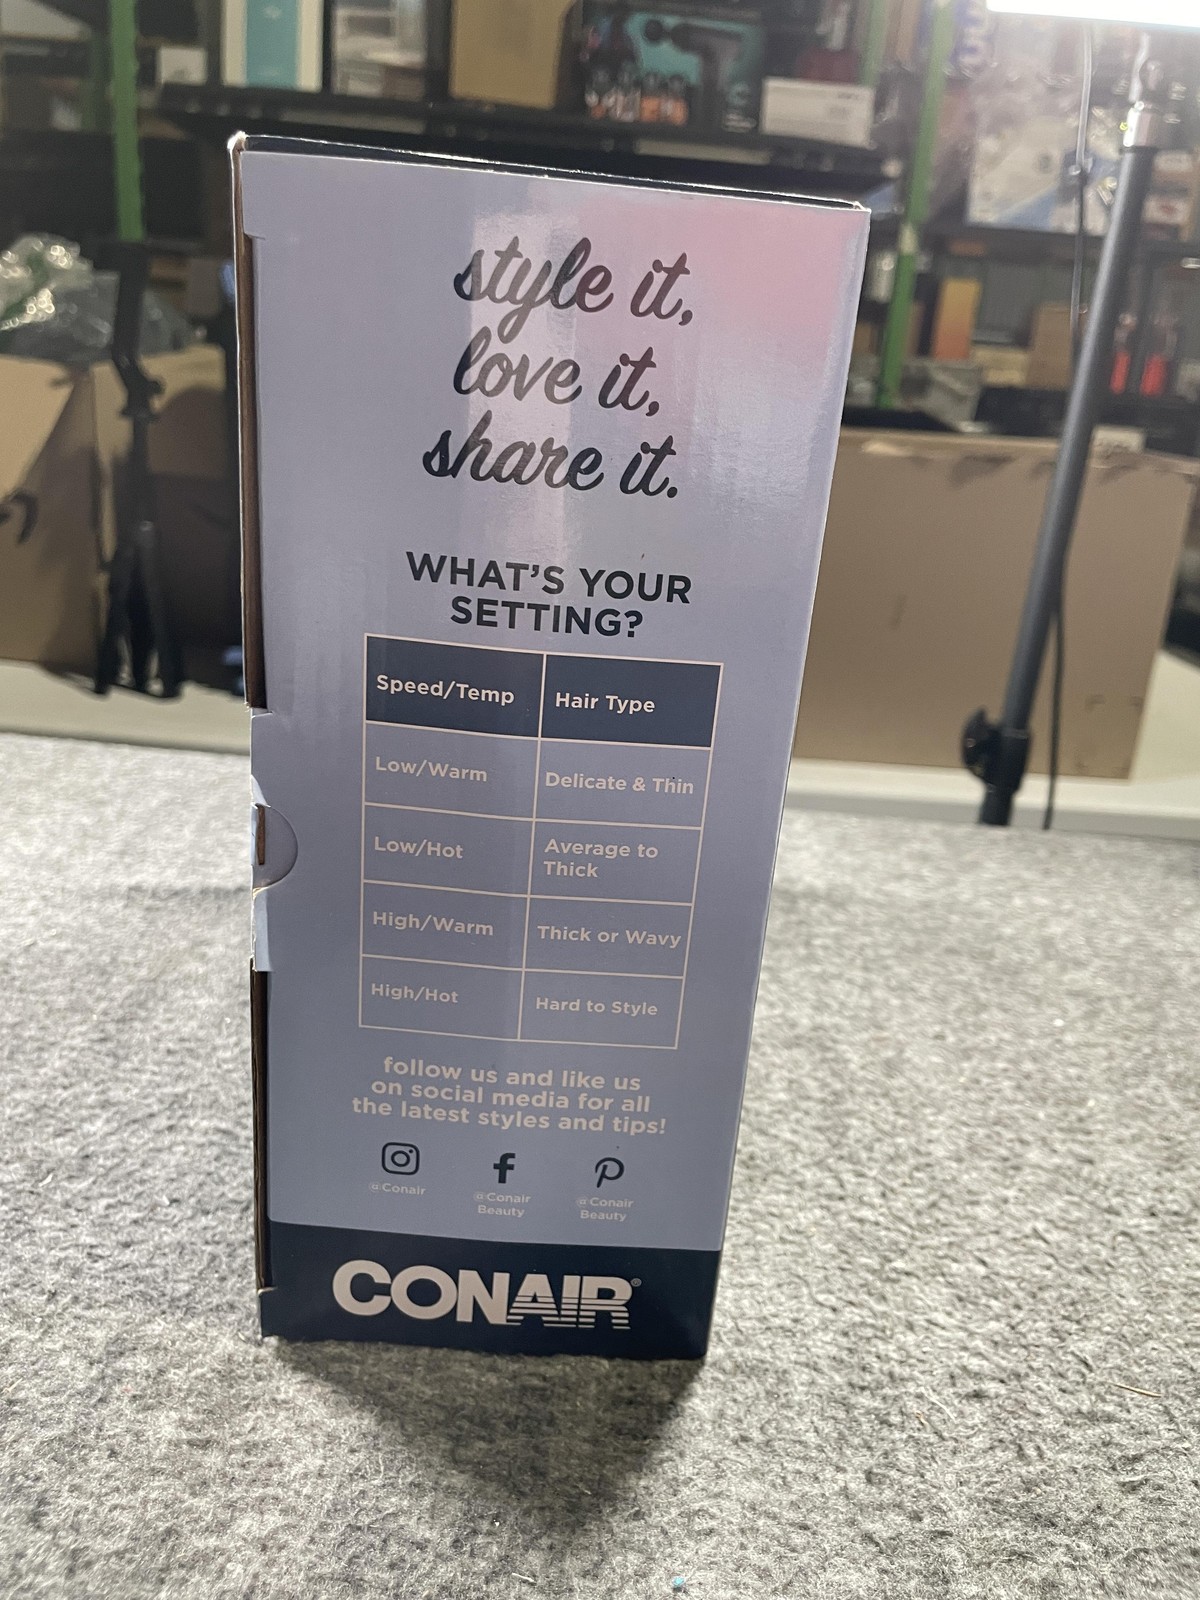 style it,
love it,
share it.
WHAT'S YOUR
SETTING?
Speed/Temp Hair Type
Low/Warm Delicate & Thin
Low/Hot Average to
Thick
High/Warm Thick or Wavy
High/Hot Hard to Style
follow us and like us
on social media for all
the latest styles and tips!
@Conair @Conair
Beauty @Conair
Beauty
CONAIR®